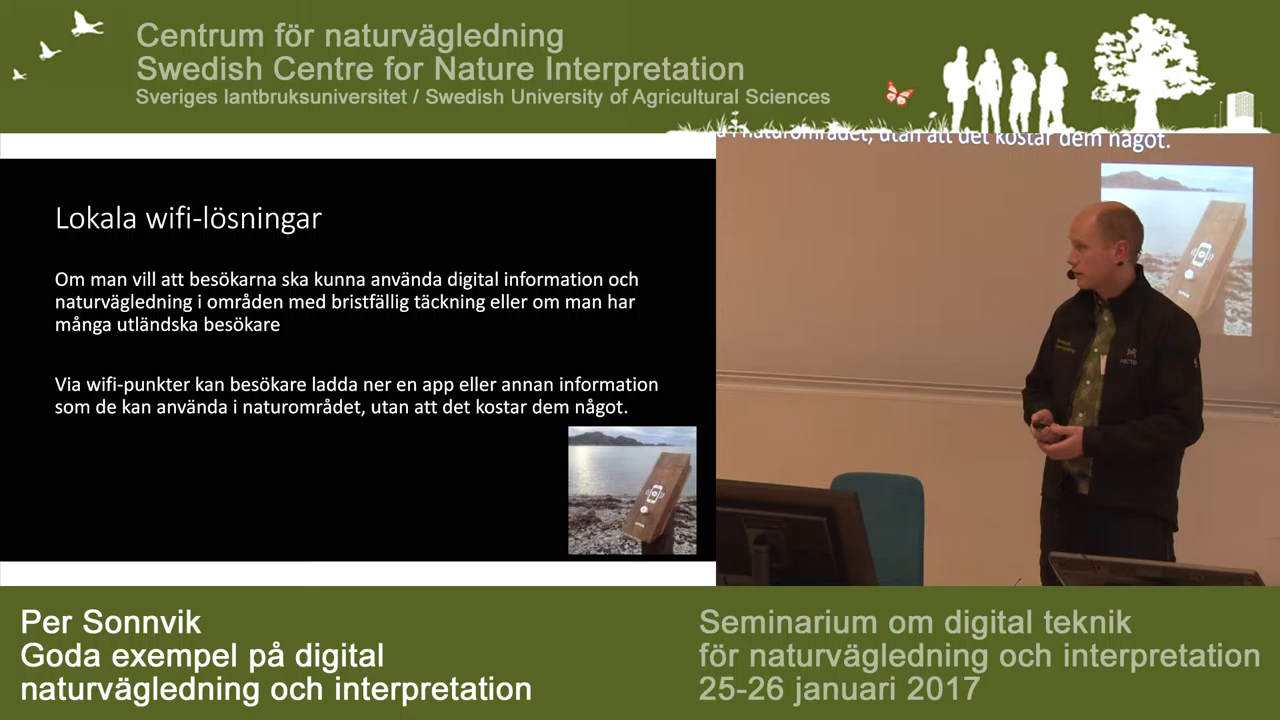 Centrum för naturvägledning
Swedish Centre for Nature Interpretation
Sveriges lantbruksuniversitet / Swedish University of Agricultural Sciences
Lokala wifi-lösningar
Om man vill att besökarna ska kunna använda digital information och
naturvägledning i områden med bristfällig täckning eller om man har
många utländska besökare
Via wifi-punkter kan besökare ladda ner en app eller annan information
som de kan använda i naturområdet, utan att det kostar dem något.
i naturområdet, utan att det kostar dem något.
Per Sonnvik
Goda exempel på digital
naturvägledning och interpretation
Seminarium om digital teknik
för naturvägledning och interpretation
25-26 januari 2017